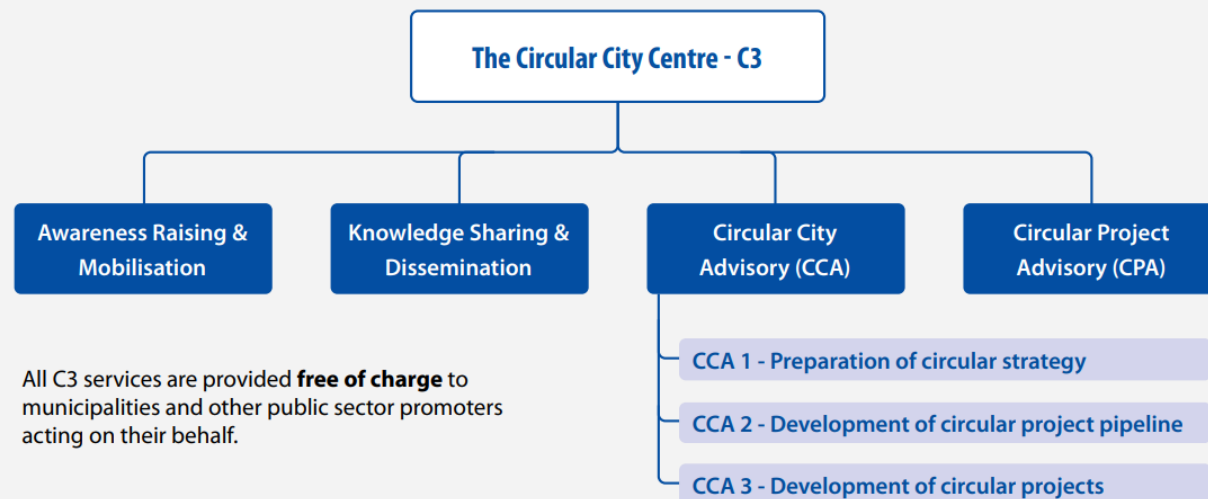 The Circular City Centre - C3
Awareness Raising &
Mobilisation
Knowledge Sharing &
Dissemination
Circular City
Advisory (CCA)
Circular Project
Advisory (CPA)
All C3 services are provided free of charge to
municipalities and other public sector promoters
acting on their behalf.
CCA 1 - Preparation of circular strategy
CCA 2 - Development of circular project pipeline
CCA 3 - Development of circular projects